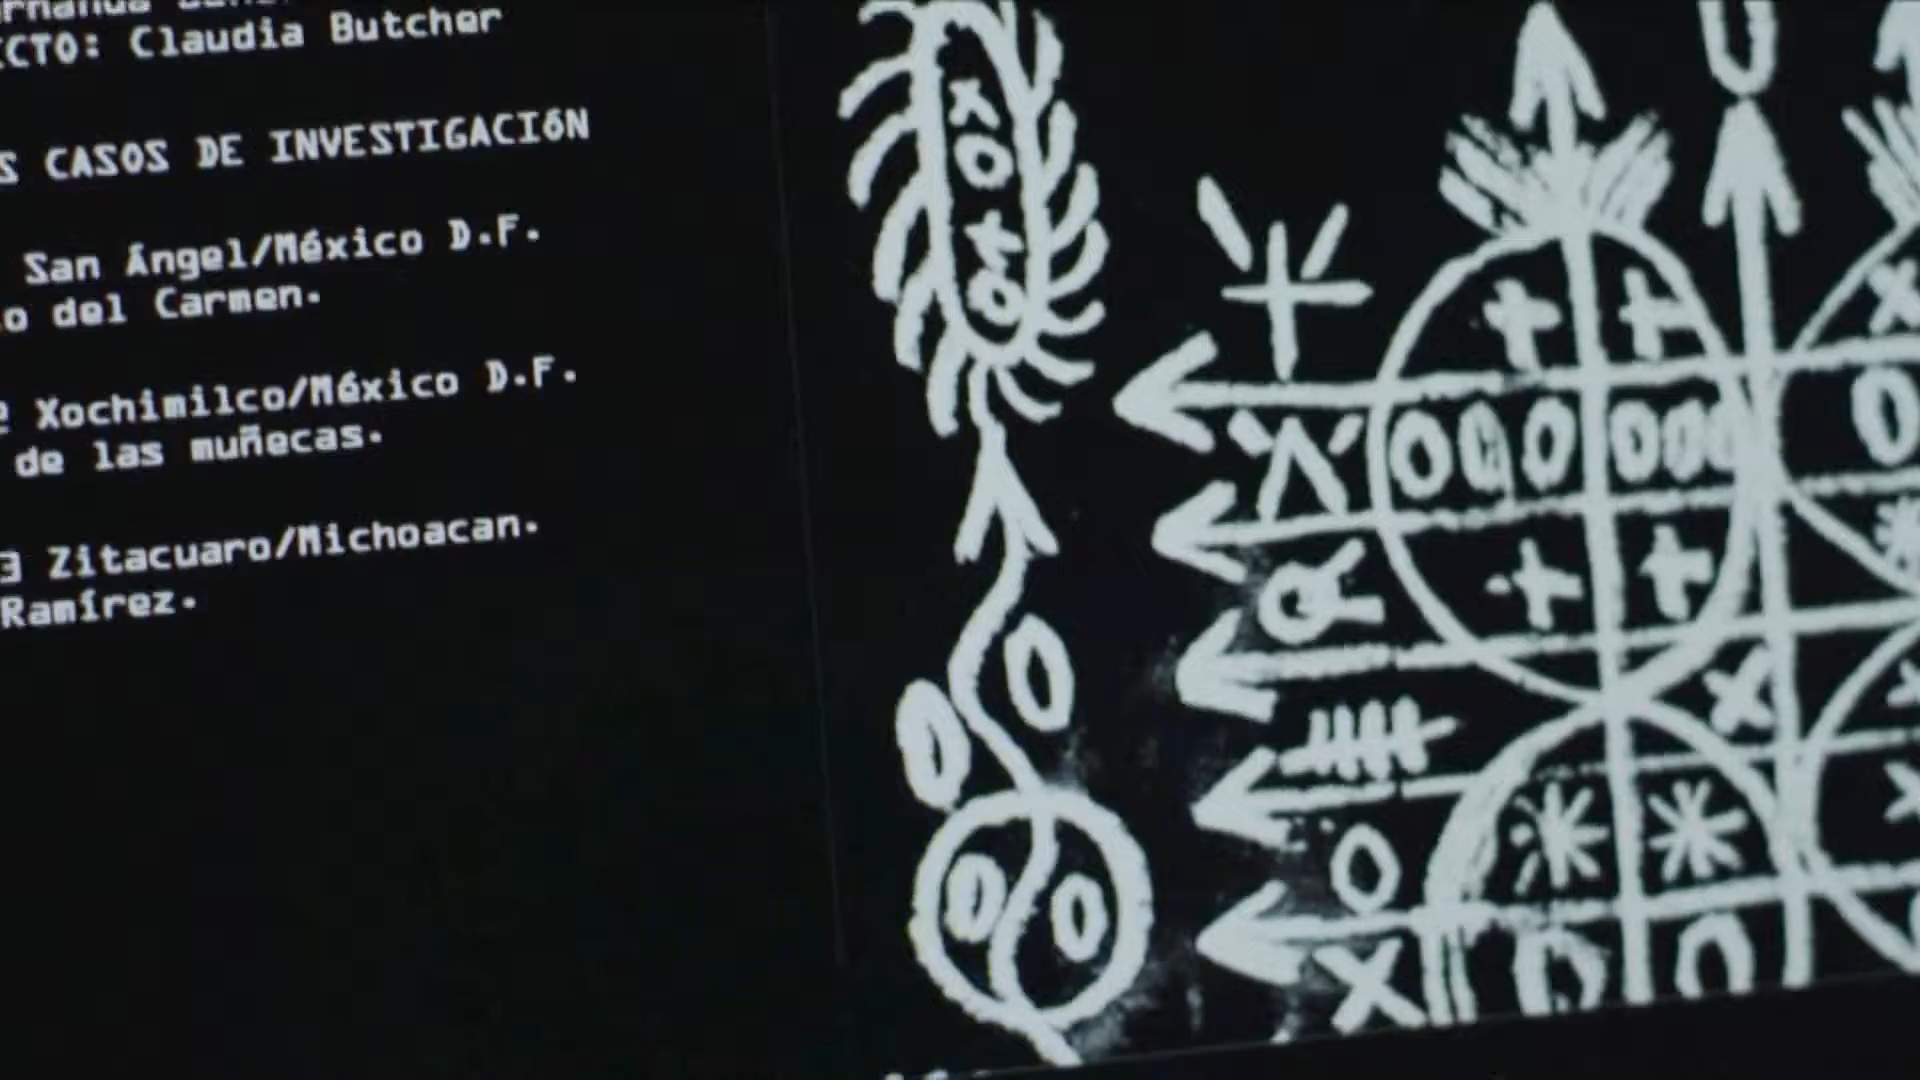 CTO: Claudia Butcher
S CASOS DE INVESTIGACIÓN
San Ángel/México D.F.
o del Carmen.
Xochimilco/México D.F.
de las muñecas.
3 Zitacuaro/Michoacan.
Ramírez.